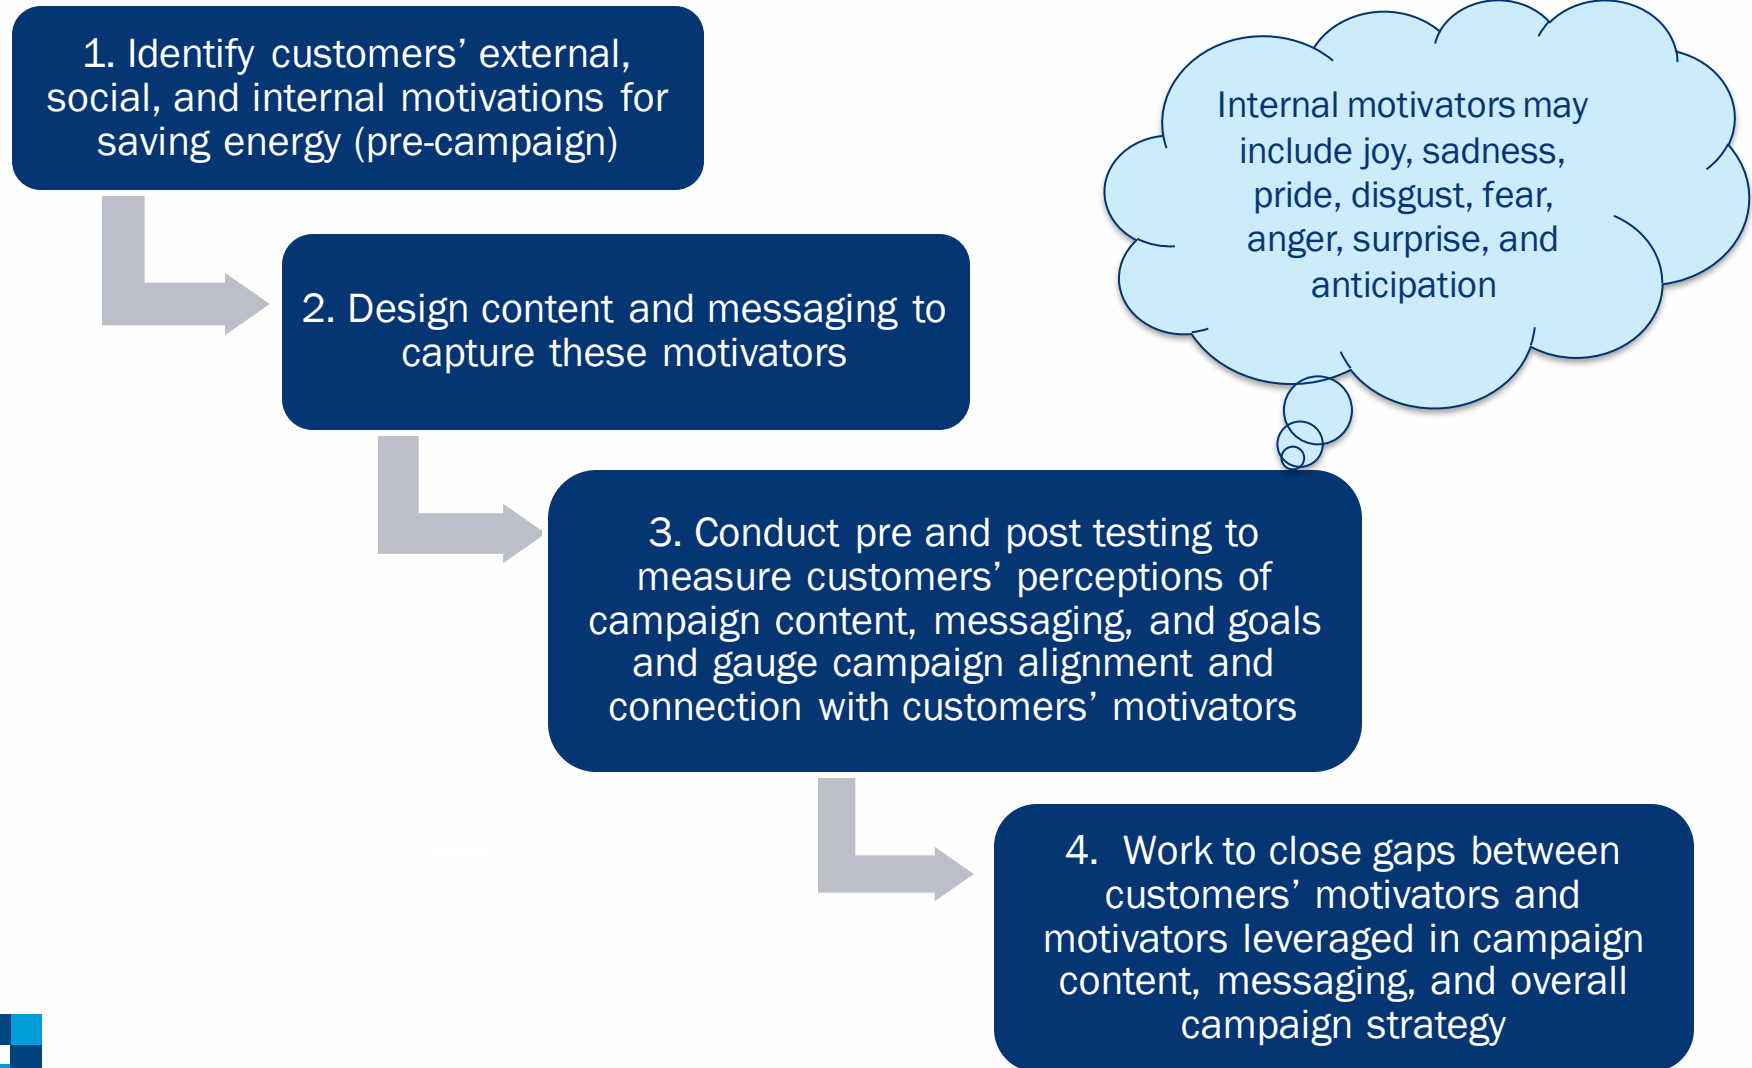 1. Identify customers’ external,
social, and internal motivations for
saving energy (pre-campaign)
Internal motivators may
include joy, sadness,
pride, disgust, fear,
anger, surprise, and
anticipation
2. Design content and messaging to
capture these motivators
3. Conduct pre and post testing to
measure customers’ perceptions of
campaign content, messaging, and goals
and gauge campaign alignment and
connection with customers’ motivators
4. Work to close gaps between
customers’ motivators and
motivators leveraged in campaign
content, messaging, and overall
campaign strategy